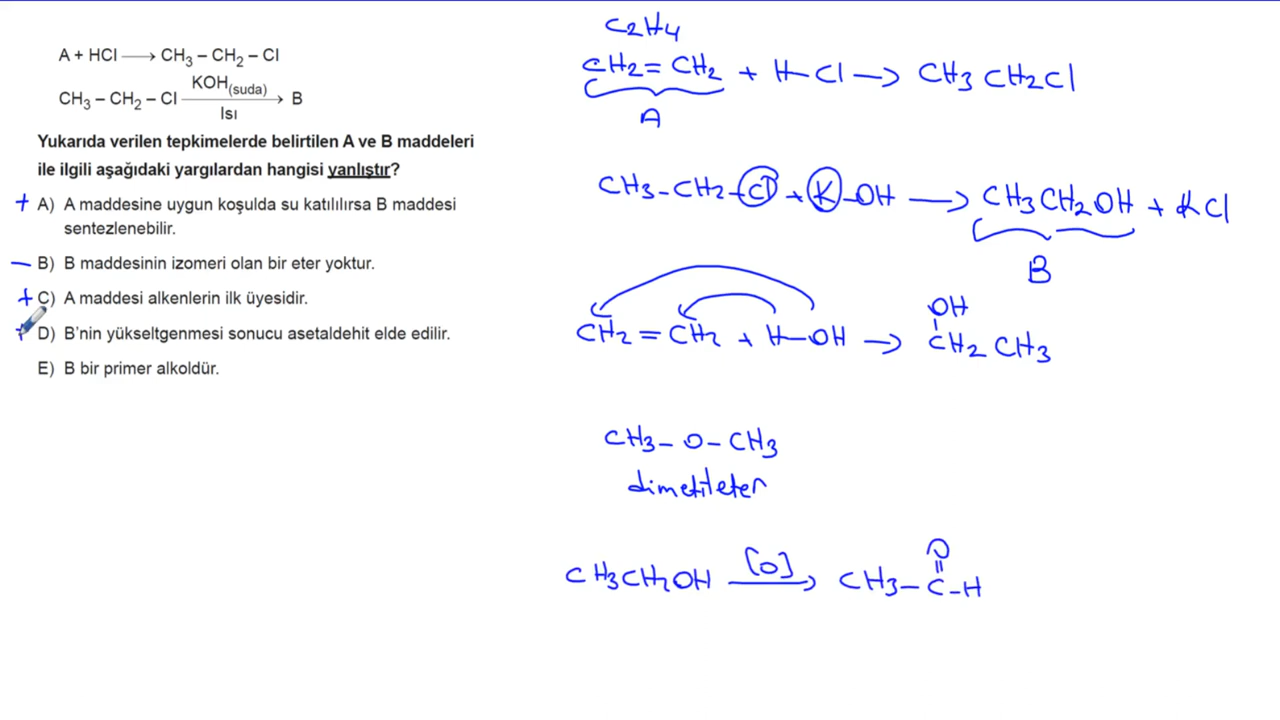 A + HCl ⟶ CH₃ – CH₂ – Cl
KOH(suda)
CH₃ – CH₂ – Cl ⟶ B
Isı
Yukarıda verilen tepkimelerde belirtilen A ve B maddeleri
ile ilgili aşağıdaki yargılardan hangisi yanlıştır?
+ A) A maddesine uygun koşulda su katılılırsa B maddesi
sentezlenebilir.
– B) B maddesinin izomeri olan bir eter yoktur.
+ C) A maddesi alkenlerin ilk üyesidir.
+ D) B'nin yükseltgenmesi sonucu asetaldehit elde edilir.
E) B bir primer alkoldür.
C2H4
CH2 = CH2 + H–Cl → CH3 CH2Cl
A
CH3–CH2–Cl + K–OH → CH3CH2OH + KCl
B
OH
CH2 = CH2 + H–OH → CH2 CH3
CH3–O–CH3
dimetileter
[O] O
CH3CH2OH → CH3–C–H